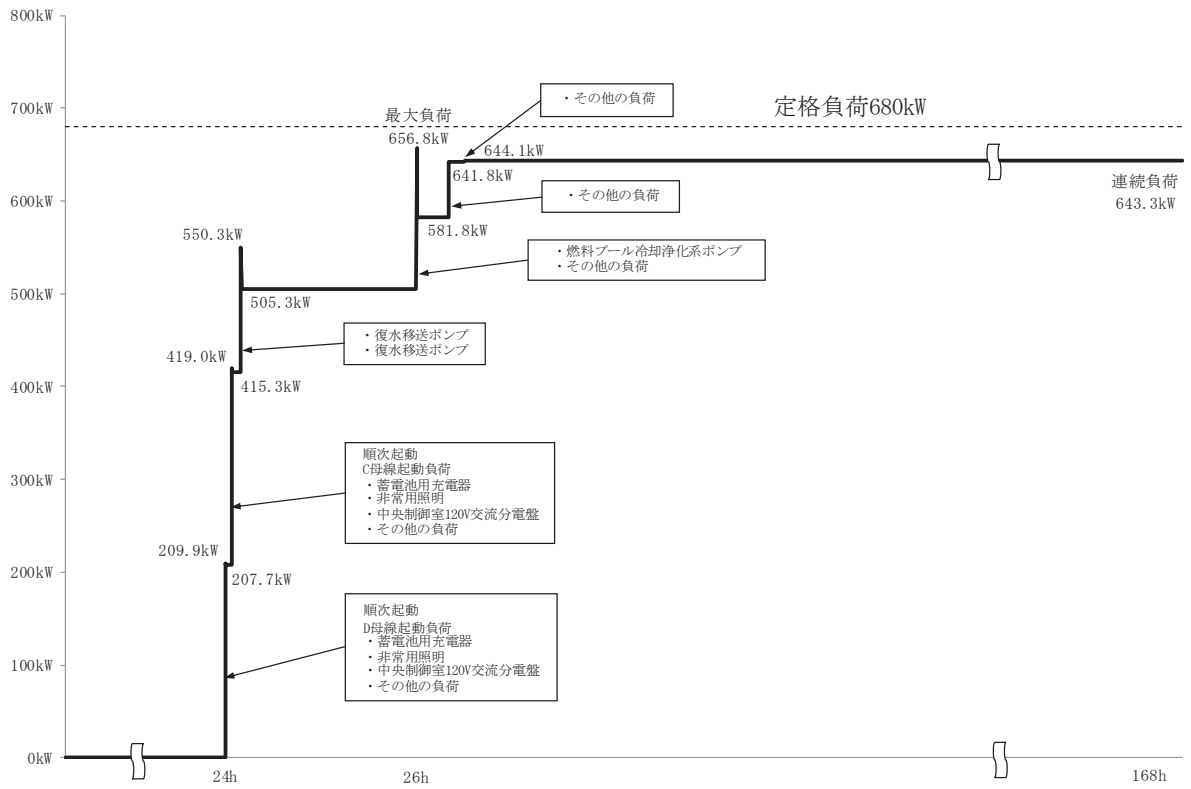 800kW
700kW
600kW
500kW
400kW
300kW
200kW
100kW
0kW
・その他の負荷
定格負荷680kW
最大負荷
656.8kW
644.1kW
641.8kW
連続負荷
643.3kW
・その他の負荷
581.8kW
550.3kW
・燃料プール冷却浄化系ポンプ
・その他の負荷
505.3kW
・復水移送ポンプ
・復水移送ポンプ
419.0kW
415.3kW
順次起動
C母線起動負荷
・蓄電池用充電器
・非常用照明
・中央制御室120V交流分電盤
・その他の負荷
209.9kW
207.7kW
順次起動
D母線起動負荷
・蓄電池用充電器
・非常用照明
・中央制御室120V交流分電盤
・その他の負荷
24h
26h
168h